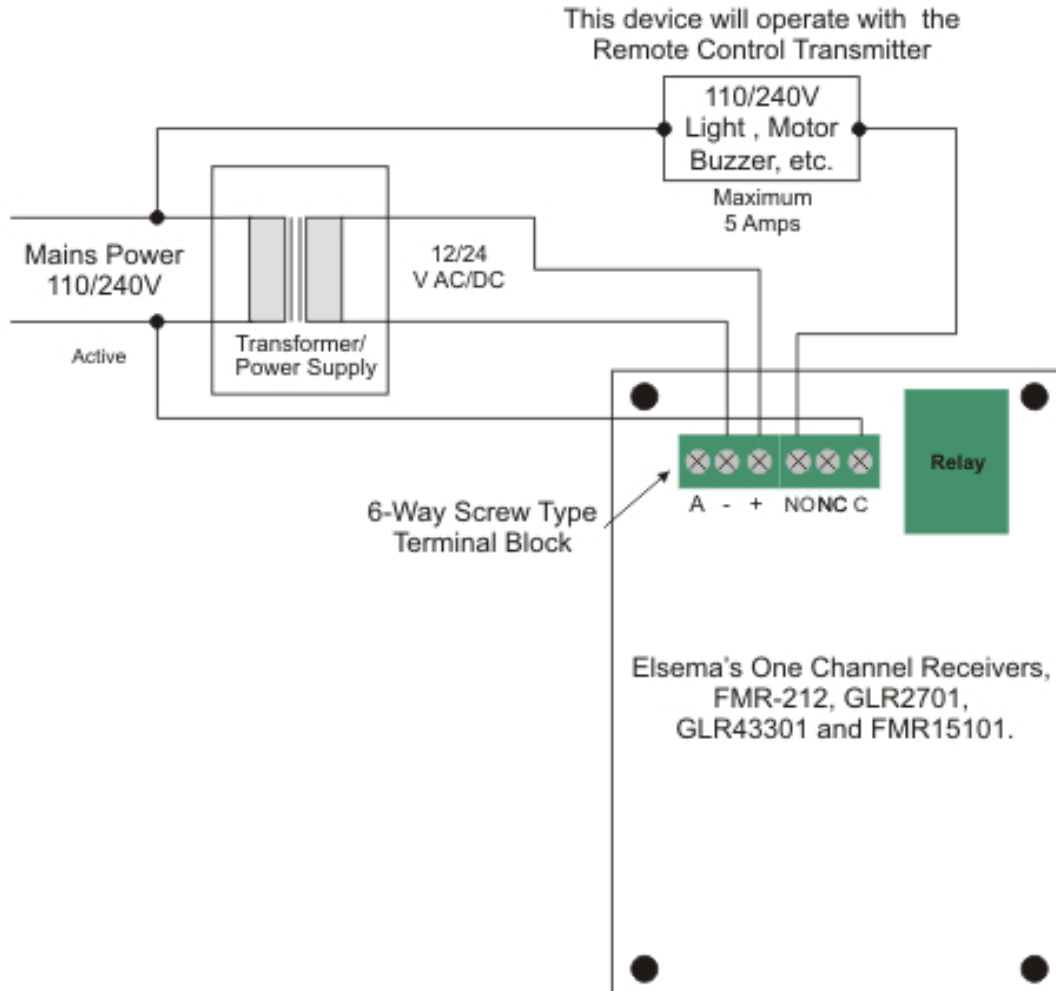 This device will operate with the
Remote Control Transmitter
110/240V
Light , Motor
Buzzer, etc.
Maximum
5 Amps
Mains Power
110/240V
12/24
V AC/DC
Active
Transformer/
Power Supply
Relay
A - + NO NC C
6-Way Screw Type
Terminal Block
Elsema's One Channel Receivers,
FMR-212, GLR2701,
GLR43301 and FMR15101.